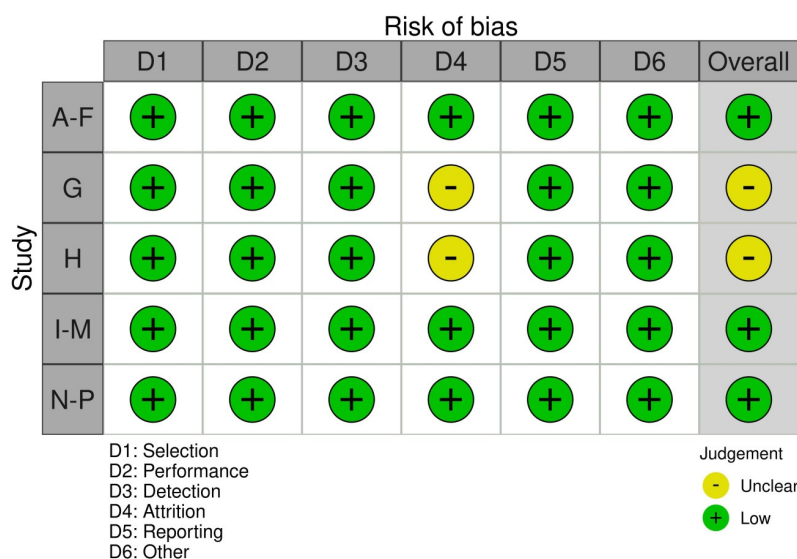 Risk of bias
D1 D2 D3 D4 D5 D6 Overall
Study
A-F + + + + + + +
G + + + - + + -
H + + + - + + -
I-M + + + + + + +
N-P + + + + + + +
D1: Selection
D2: Performance
D3: Detection
D4: Attrition
D5: Reporting
D6: Other
Judgement
- Unclear
+ Low